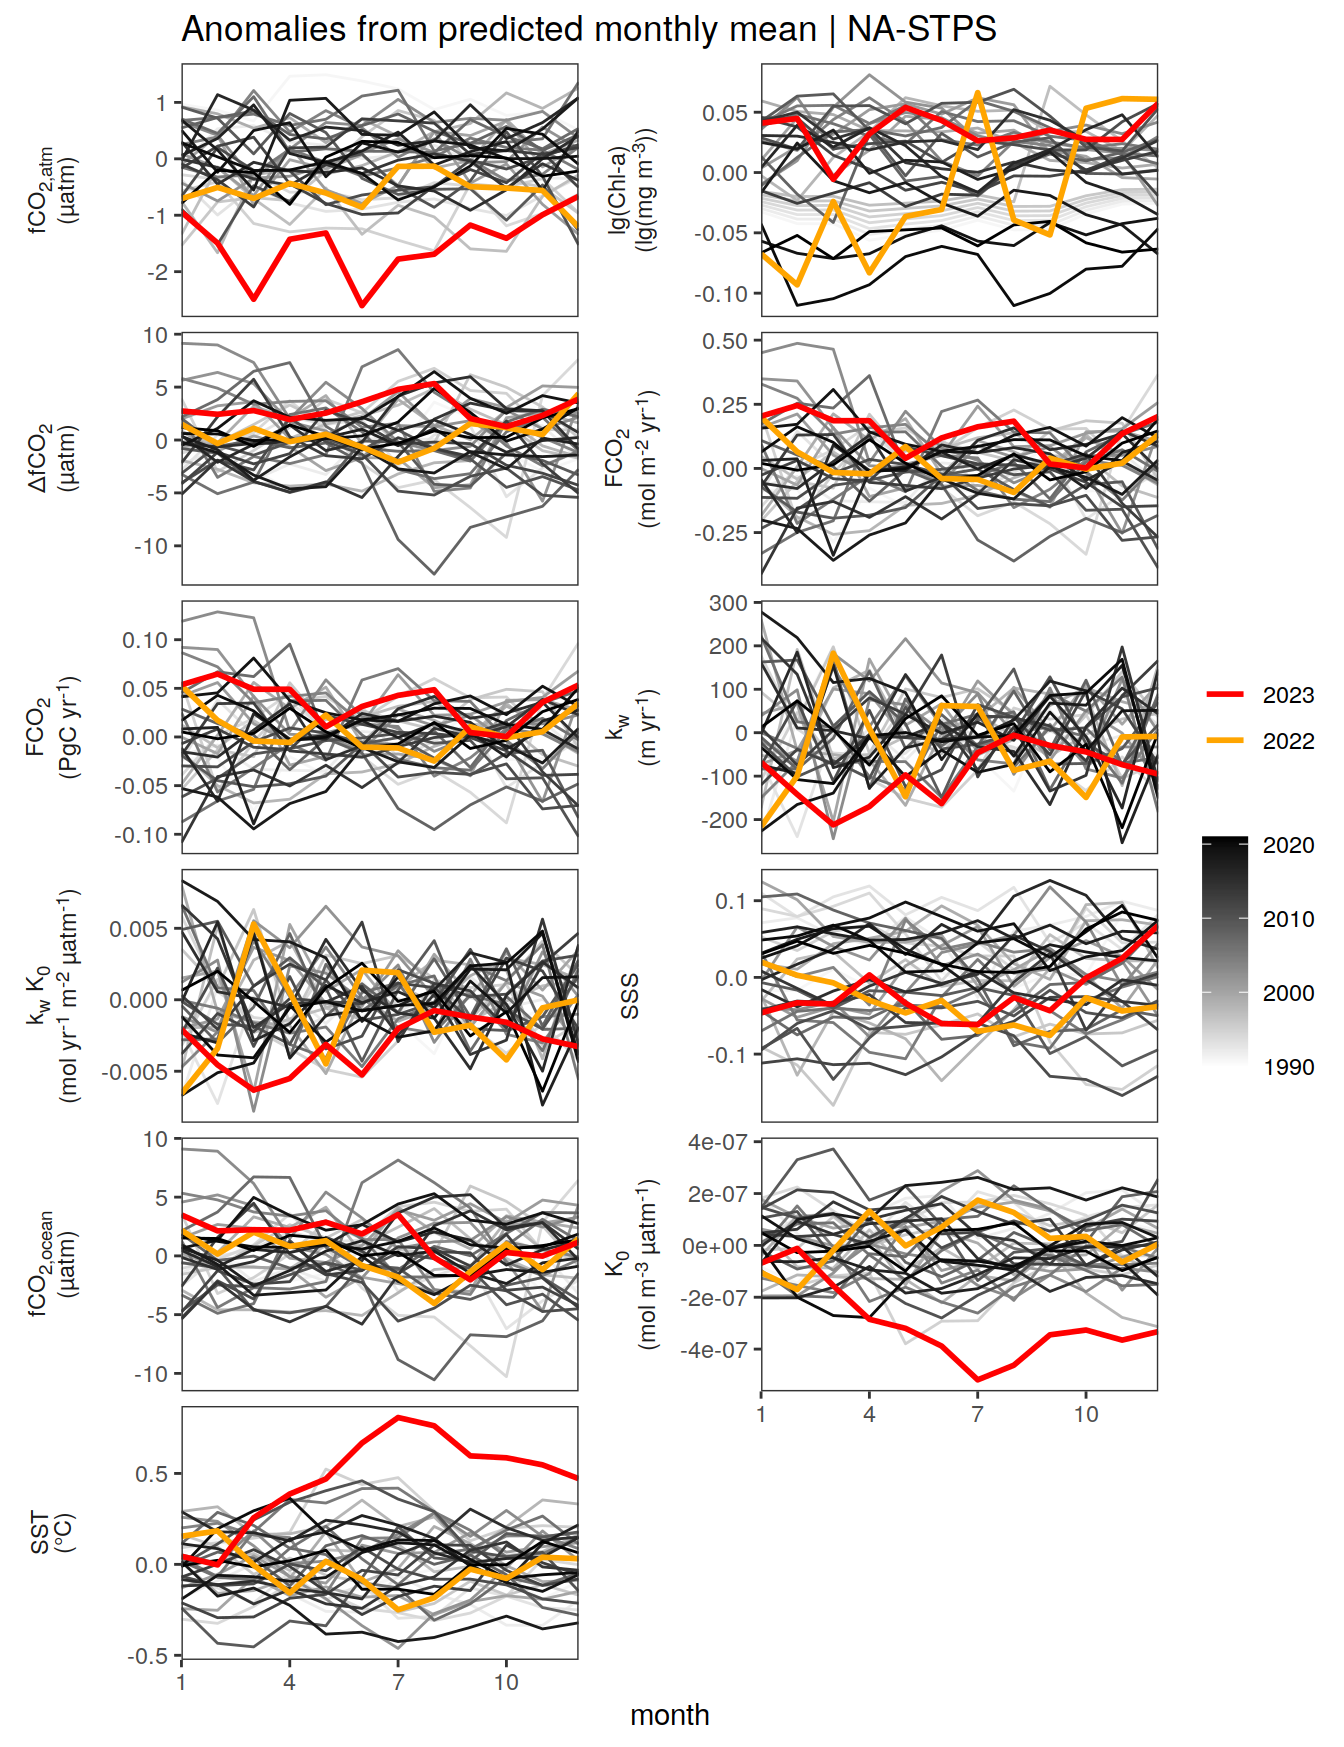 Anomalies from predicted monthly mean | NA-STPS
fCO2,atm
(µatm)
1
0
-1
-2
lg(Chl-a)
(lg(mg m-3))
0.05
0.00
-0.05
-0.10
ΔfCO2
(µatm)
10
5
0
-5
-10
FCO2
(mol m-2 yr-1)
0.50
0.25
0.00
-0.25
FCO2
(PgC yr-1)
0.10
0.05
0.00
-0.05
-0.10
kw
(m yr-1)
300
200
100
0
-100
-200
kw K0
(mol yr-1 m-2 µatm-1)
0.005
0.000
-0.005
SSS
0.1
0.0
-0.1
fCO2,ocean
(µatm)
10
5
0
-5
-10
K0
(mol m-3 µatm-1)
4e-07
2e-07
0e+00
-2e-07
-4e-07
1 4 7 10
SST
(°C)
0.5
0.0
-0.5
1 4 7 10
month
2023
2022
2020
2010
2000
1990